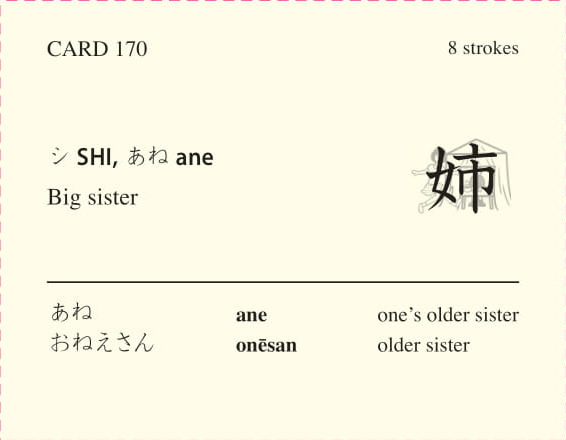 CARD 170 8 strokes
シ SHI, あね ane
Big sister
姉
あね ane one's older sister
おねえさん onēsan older sister